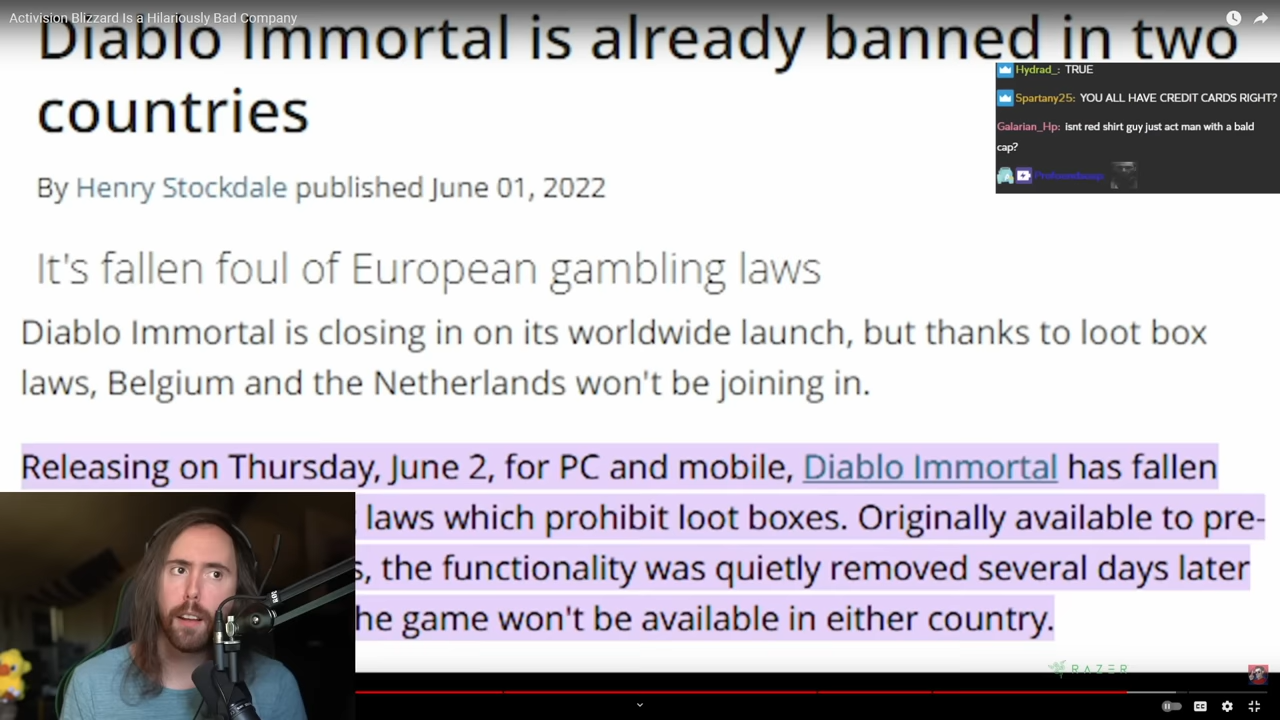 Activision Blizzard Is a Hilariously Bad Company
Diablo Immortal is already banned in two
countries
Hydrad_: TRUE
Spartany25: YOU ALL HAVE CREDIT CARDS RIGHT?
Galarian_Hp: isnt red shirt guy just act man with a bald
cap?
By Henry Stockdale published June 01, 2022
It's fallen foul of European gambling laws
Diablo Immortal is closing in on its worldwide launch, but thanks to loot box
laws, Belgium and the Netherlands won't be joining in.
Releasing on Thursday, June 2, for PC and mobile, Diablo Immortal has fallen
laws which prohibit loot boxes. Originally available to pre-
s, the functionality was quietly removed several days later
he game won't be available in either country.
RAZER
CC